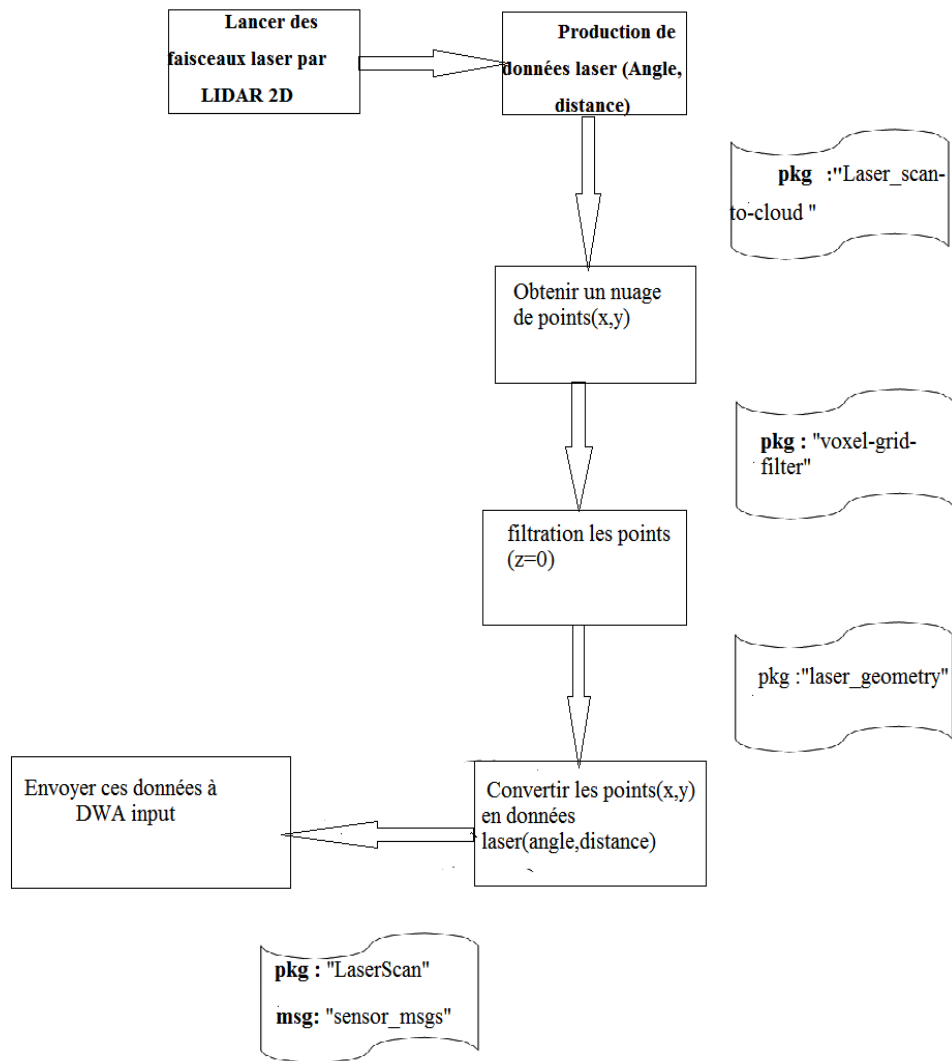 Lancer des
faisceaux laser par
LIDAR 2D
Production de
données laser (Angle,
distance)
pkg :"Laser_scan-
to-cloud "
Obtenir un nuage
de points(x,y)
pkg : "voxel-grid-
filter"
filtration les points
(z=0)
pkg :"laser_geometry"
Convertir les points(x,y)
en données
laser(angle,distance)
Envoyer ces données à
DWA input
pkg : "LaserScan"
msg: "sensor_msgs"